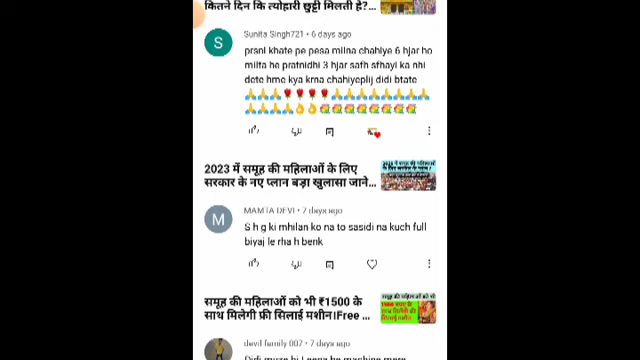 कितने दिन कि त्योहारी छुट्टी मिलती है?...
S
Sunita Singh721 • 6 days ago
prsnl khate pe pesa milna chahiye 6 hjar ho
milta he pratnidhi 3 hjar safh sfhayi ka nhi
dete hme kya krna chahiyeplij didi btate
🙏🙏🙏🌹🌹🌹🌹🙏🙏🙏🙏🙏🙏🙏🙏
🙏🙏🙏🙏👌👌💐💐💐💐💐💐💐
2023 में समूह की महिलाओं के लिए
सरकार के नए प्लान बड़ा खुलासा जाने...
M
MAMTA DEVI • 7 days ago
S h g ki mhilan ko na to sasidi na kuch full
biyaj le rha h benk
समूह की महिलाओं को भी ₹1500 के
साथ मिलेगी फ्री सिलाई मशीन।Free ...
devil family 007 • 7 days ago